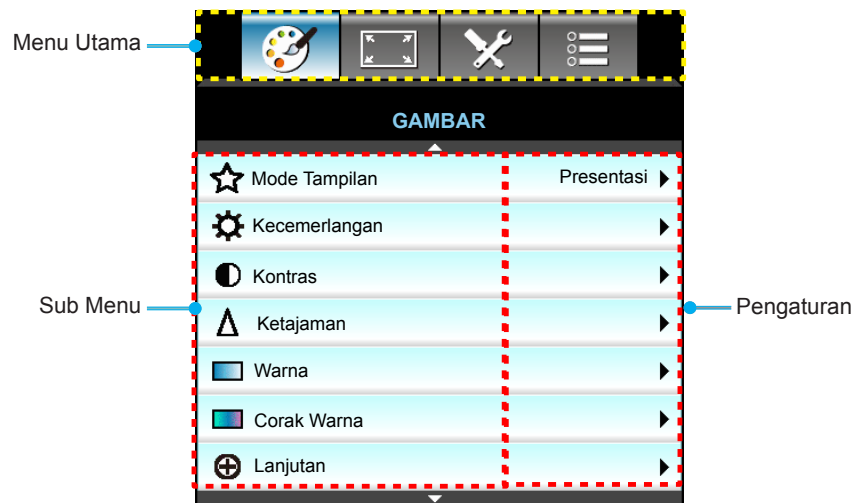 Menu Utama
GAMBAR
Mode Tampilan Presentasi
Kecemerlangan
Kontras
Sub Menu
Ketajaman
Pengaturan
Warna
Corak Warna
Lanjutan